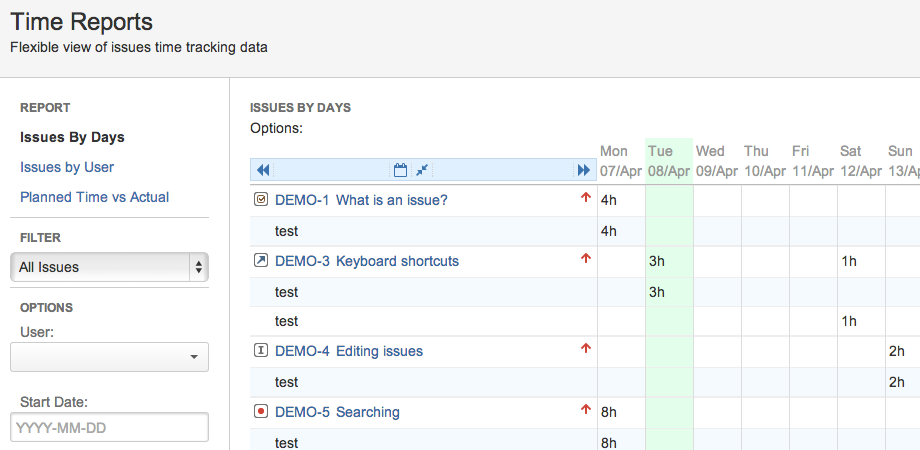 Time Reports
Flexible view of issues time tracking data
REPORT
Issues By Days
Issues by User
Planned Time vs Actual
FILTER
All Issues
OPTIONS
User:
Start Date:
YYYY-MM-DD
ISSUES BY DAYS
Options:
Mon Tue Wed Thu Fri Sat Sun
07/Apr 08/Apr 09/Apr 10/Apr 11/Apr 12/Apr 13/A
DEMO-1 What is an issue? 4h
test 4h
DEMO-3 Keyboard shortcuts 3h 1h
test 3h
test 1h
DEMO-4 Editing issues 2h
test 2h
DEMO-5 Searching 8h
test 8h